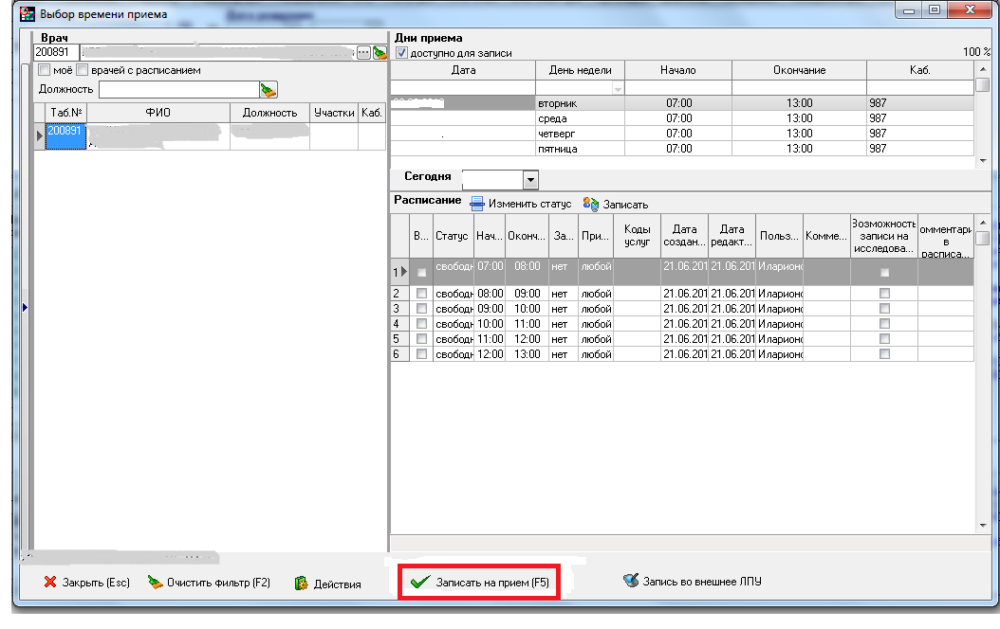 Выбор времени приема
Врач
200891
моё врачей с расписанием
Должность
Таб.№ ФИО Должность Участки Каб.
200891
Дни приема
доступно для записи 100 %
Дата День недели Начало Окончание Каб.
вторник 07:00 13:00 987
среда 07:00 13:00 987
четверг 07:00 13:00 987
пятница 07:00 13:00 987
Сегодня
Расписание Изменить статус Записать
В... Статус Нач... Оконч... За... При... Коды услуг Дата создан... Дата редакт... Польз... Комме... Возможность записи на исследова... омментари в расписа...
1 свободн 07:00 08:00 нет любой 21.06.201 21.06.201 Иларионо
2 свободн 08:00 09:00 нет любой 21.06.201 21.06.201 Иларионо
3 свободн 09:00 10:00 нет любой 21.06.201 21.06.201 Иларионо
4 свободн 10:00 11:00 нет любой 21.06.201 21.06.201 Иларионо
5 свободн 11:00 12:00 нет любой 21.06.201 21.06.201 Иларионо
6 свободн 12:00 13:00 нет любой 21.06.201 21.06.201 Иларионо
Закрыть (Esc) Очистить фильтр (F2) Действия Записать на прием (F5) Запись во внешнее ЛПУ